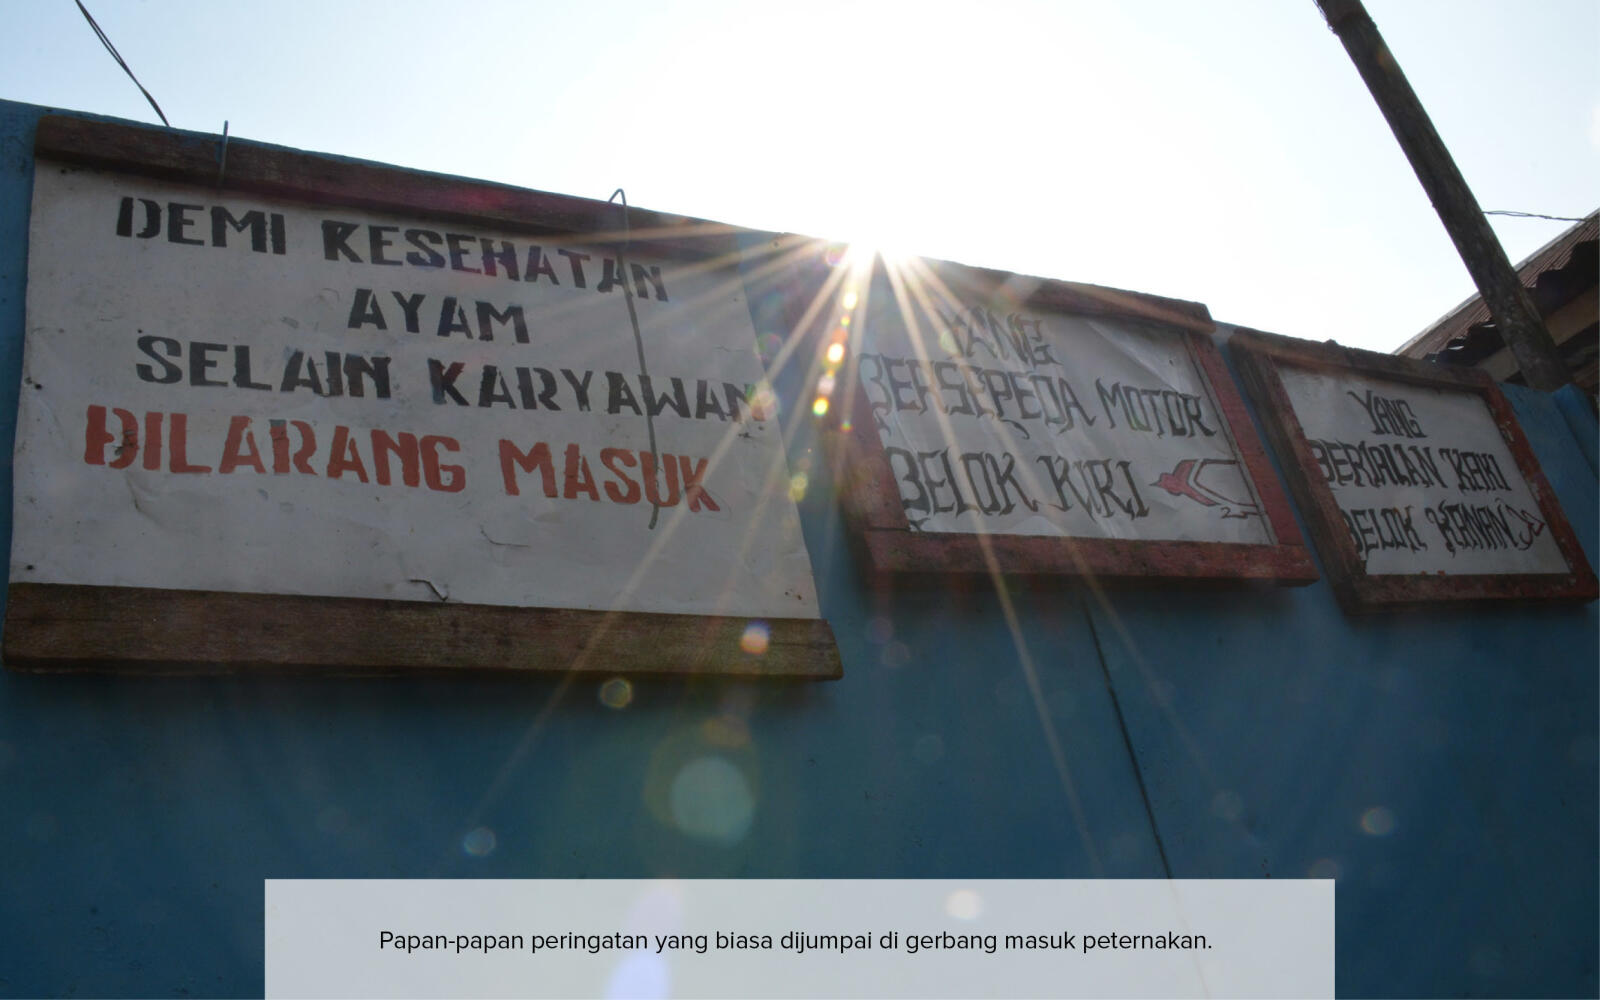 DEMI KESEHATAN
AYAM
SELAIN KARYAWAN
DILARANG MASUK
YANG
BERSEPEDA MOTOR
BELOK KIRI
YANG
BERJALAN KAKI
BELOK KANAN
Papan-papan peringatan yang biasa dijumpai di gerbang masuk peternakan.